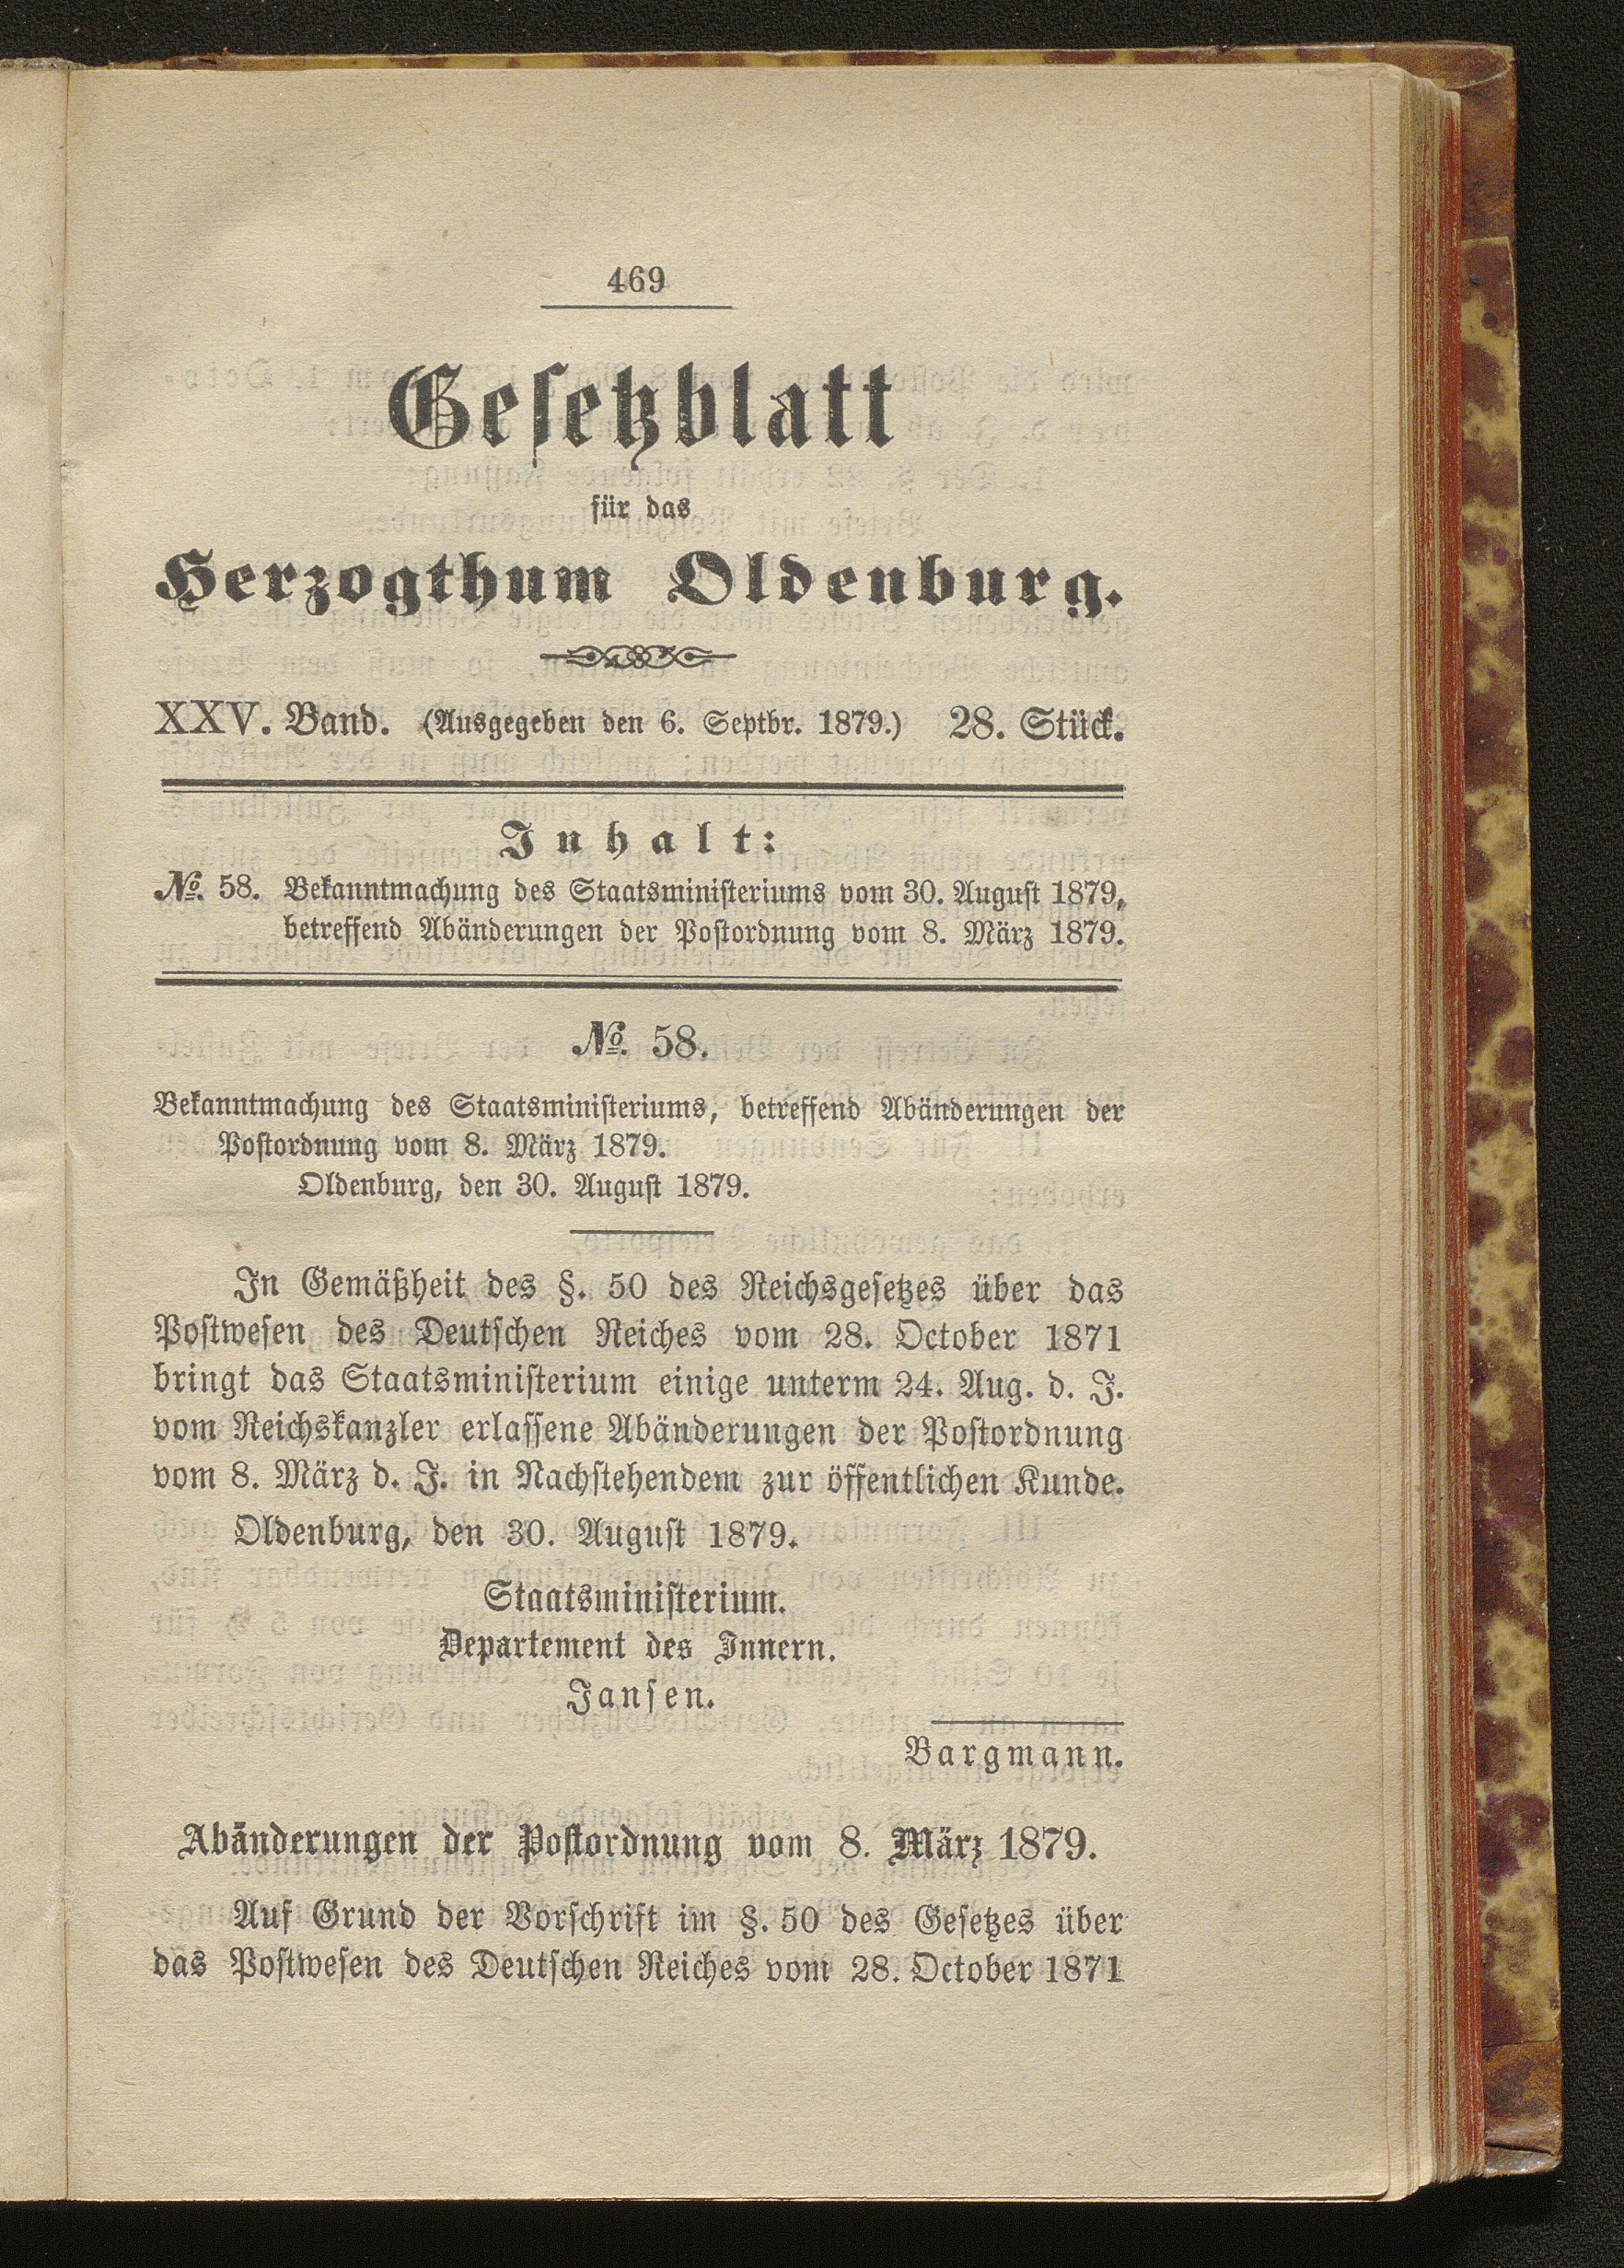 469
Gesetzblatt
für das
Herzogthum Oldenburg.
XXV. Band. (Ausgegeben den 6. Septbr. 1879.) 28. Stück.
Inhalt:
№. 58. Bekanntmachung des Staatsministeriums vom 30. August 1879,
betreffend Abänderungen der Postordnung vom 8. März 1879.
№. 58.
Bekanntmachung des Staatsministeriums, betreffend Abänderungen der
Postordnung vom 8. März 1879.
Oldenburg, den 30. August 1879.
In Gemäßheit des §. 50 des Reichsgesetzes über das
Postwesen des Deutschen Reiches vom 28. October 1871
bringt das Staatsministerium einige unterm 24. Aug. d. J.
vom Reichskanzler erlassene Abänderungen der Postordnung
vom 8. März d. J. in Nachstehendem zur öffentlichen Kunde.
Oldenburg, den 30. August 1879.
Staatsministerium.
Departement des Innern.
Jansen.
Bargmann.
Abänderungen der Postordnung vom 8. März 1879.
Auf Grund der Vorschrift im §. 50 des Gesetzes über
das Postwesen des Deutschen Reiches vom 28. October 1871